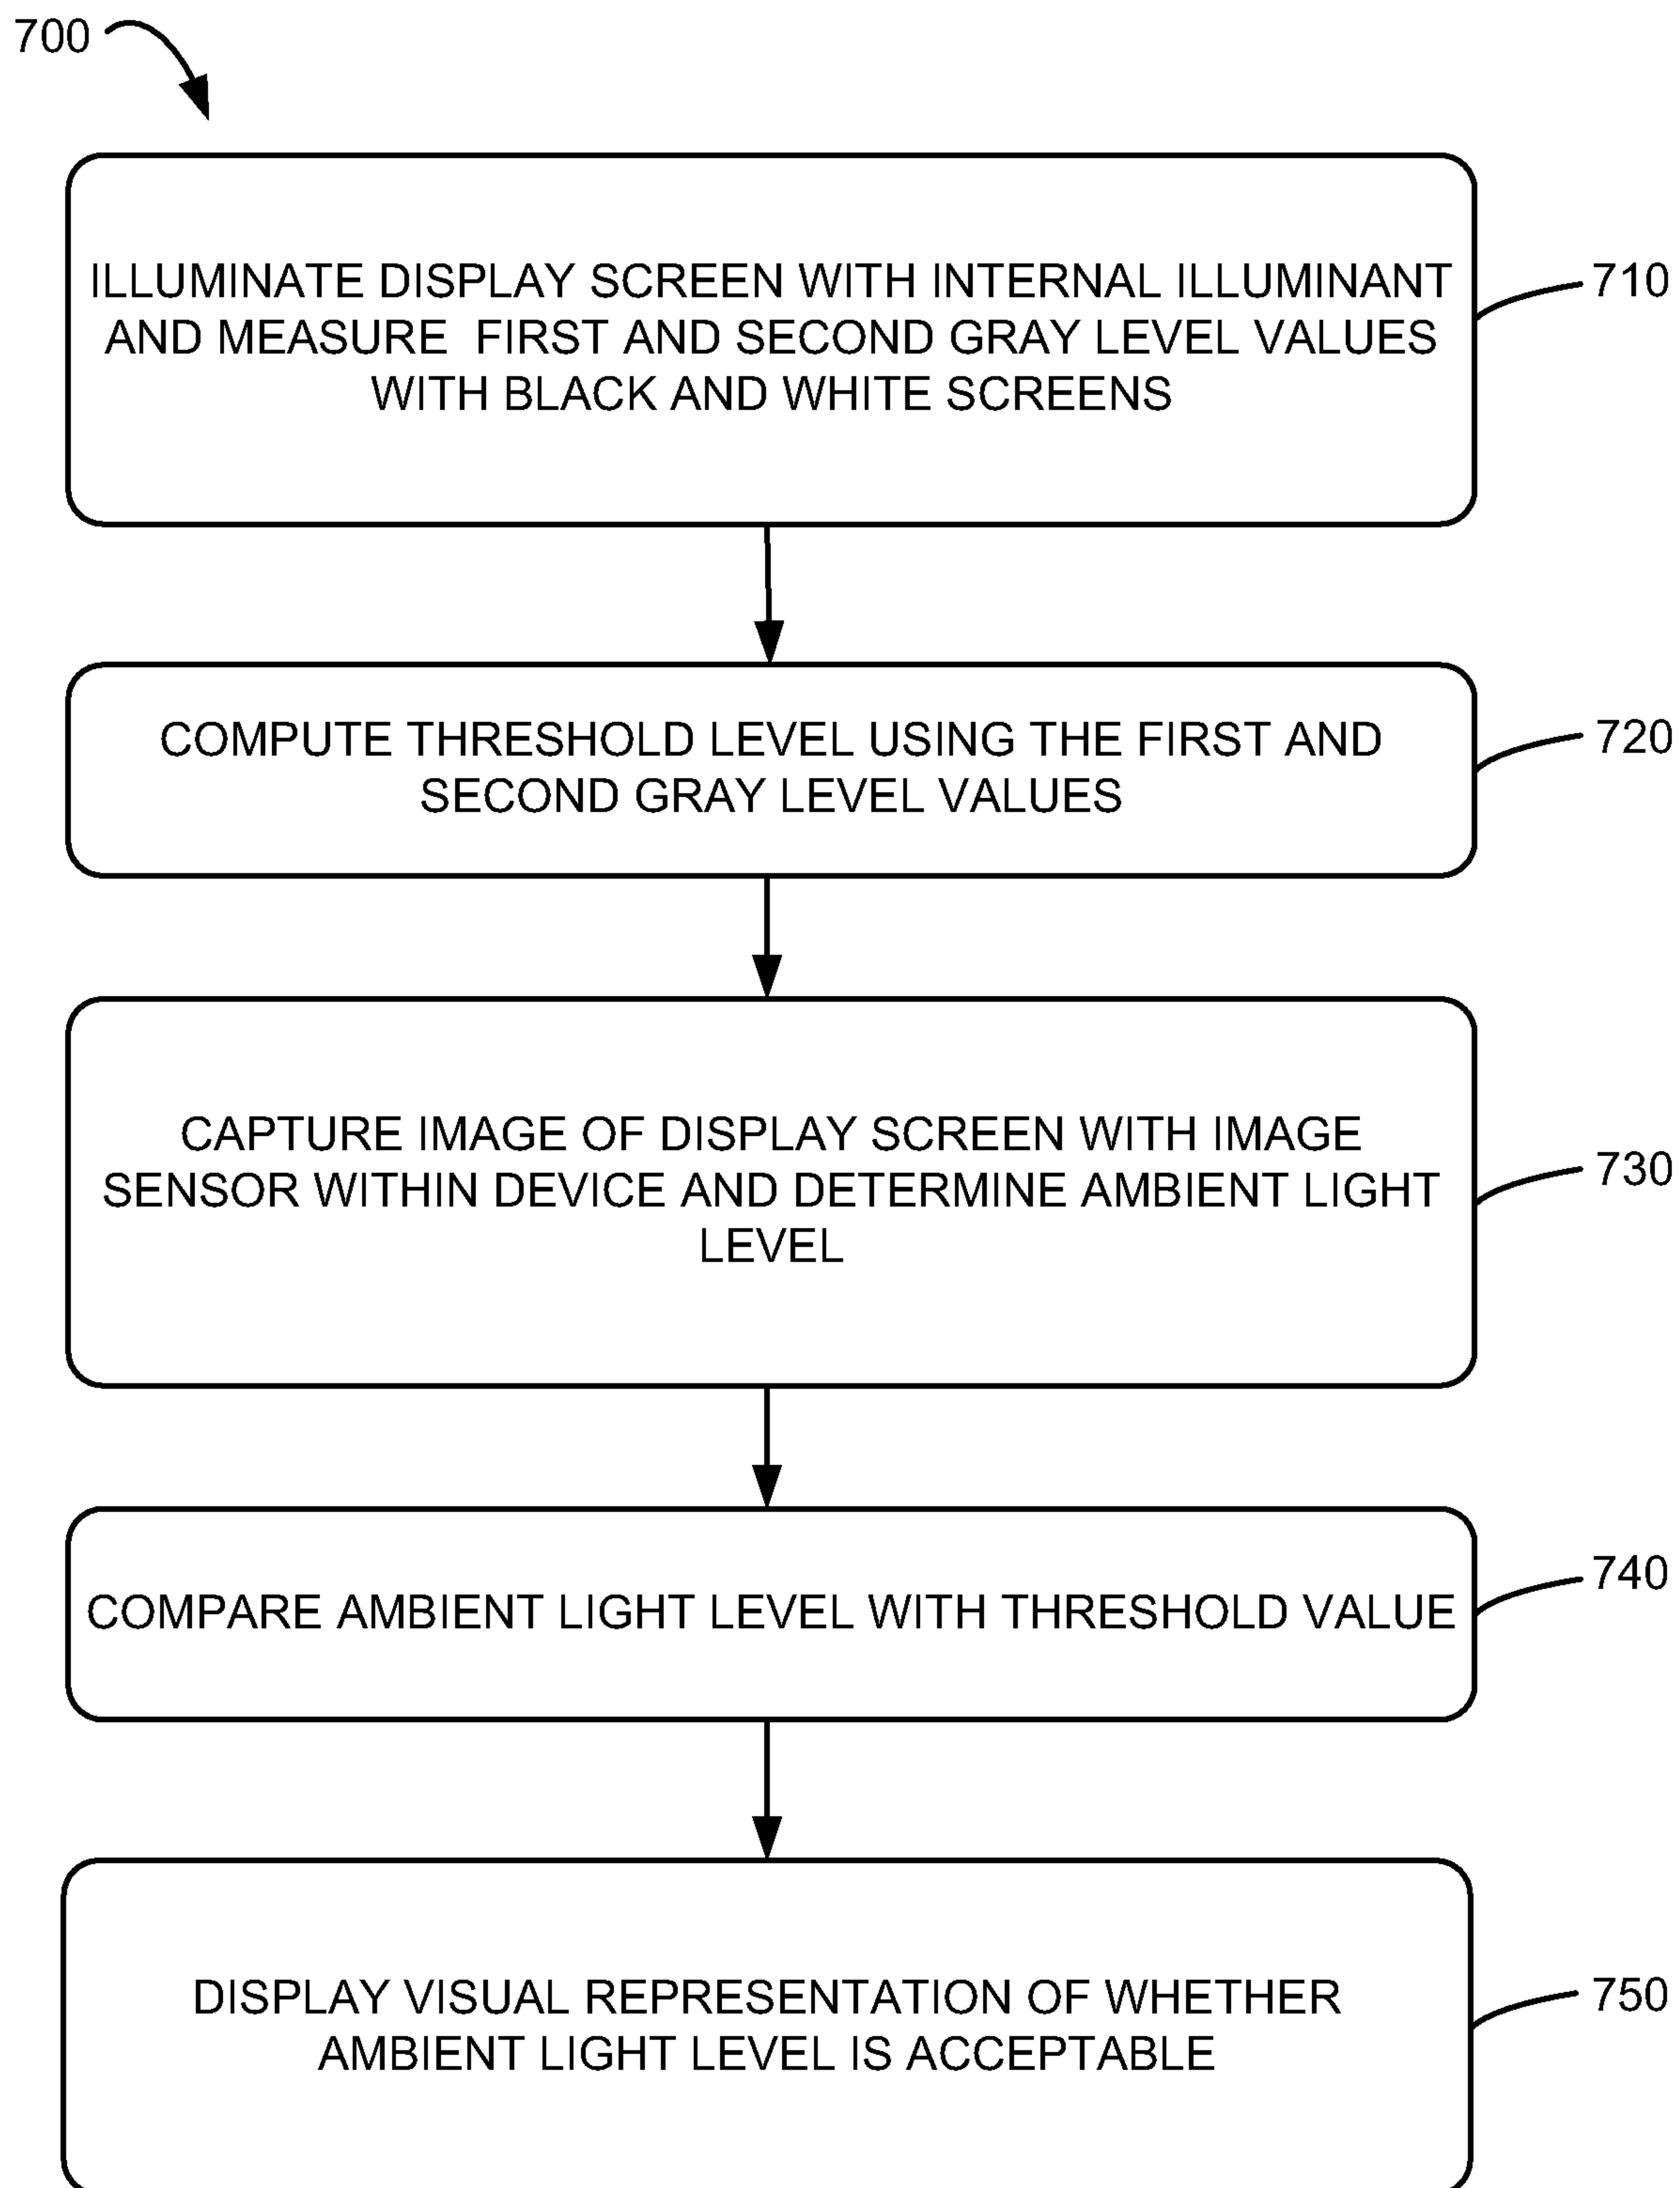 700
ILLUMINATE DISPLAY SCREEN WITH INTERNAL ILLUMINANT
AND MEASURE FIRST AND SECOND GRAY LEVEL VALUES
WITH BLACK AND WHITE SCREENS
710
COMPUTE THRESHOLD LEVEL USING THE FIRST AND
SECOND GRAY LEVEL VALUES
720
CAPTURE IMAGE OF DISPLAY SCREEN WITH IMAGE
SENSOR WITHIN DEVICE AND DETERMINE AMBIENT LIGHT
LEVEL
730
COMPARE AMBIENT LIGHT LEVEL WITH THRESHOLD VALUE
740
DISPLAY VISUAL REPRESENTATION OF WHETHER
AMBIENT LIGHT LEVEL IS ACCEPTABLE
750